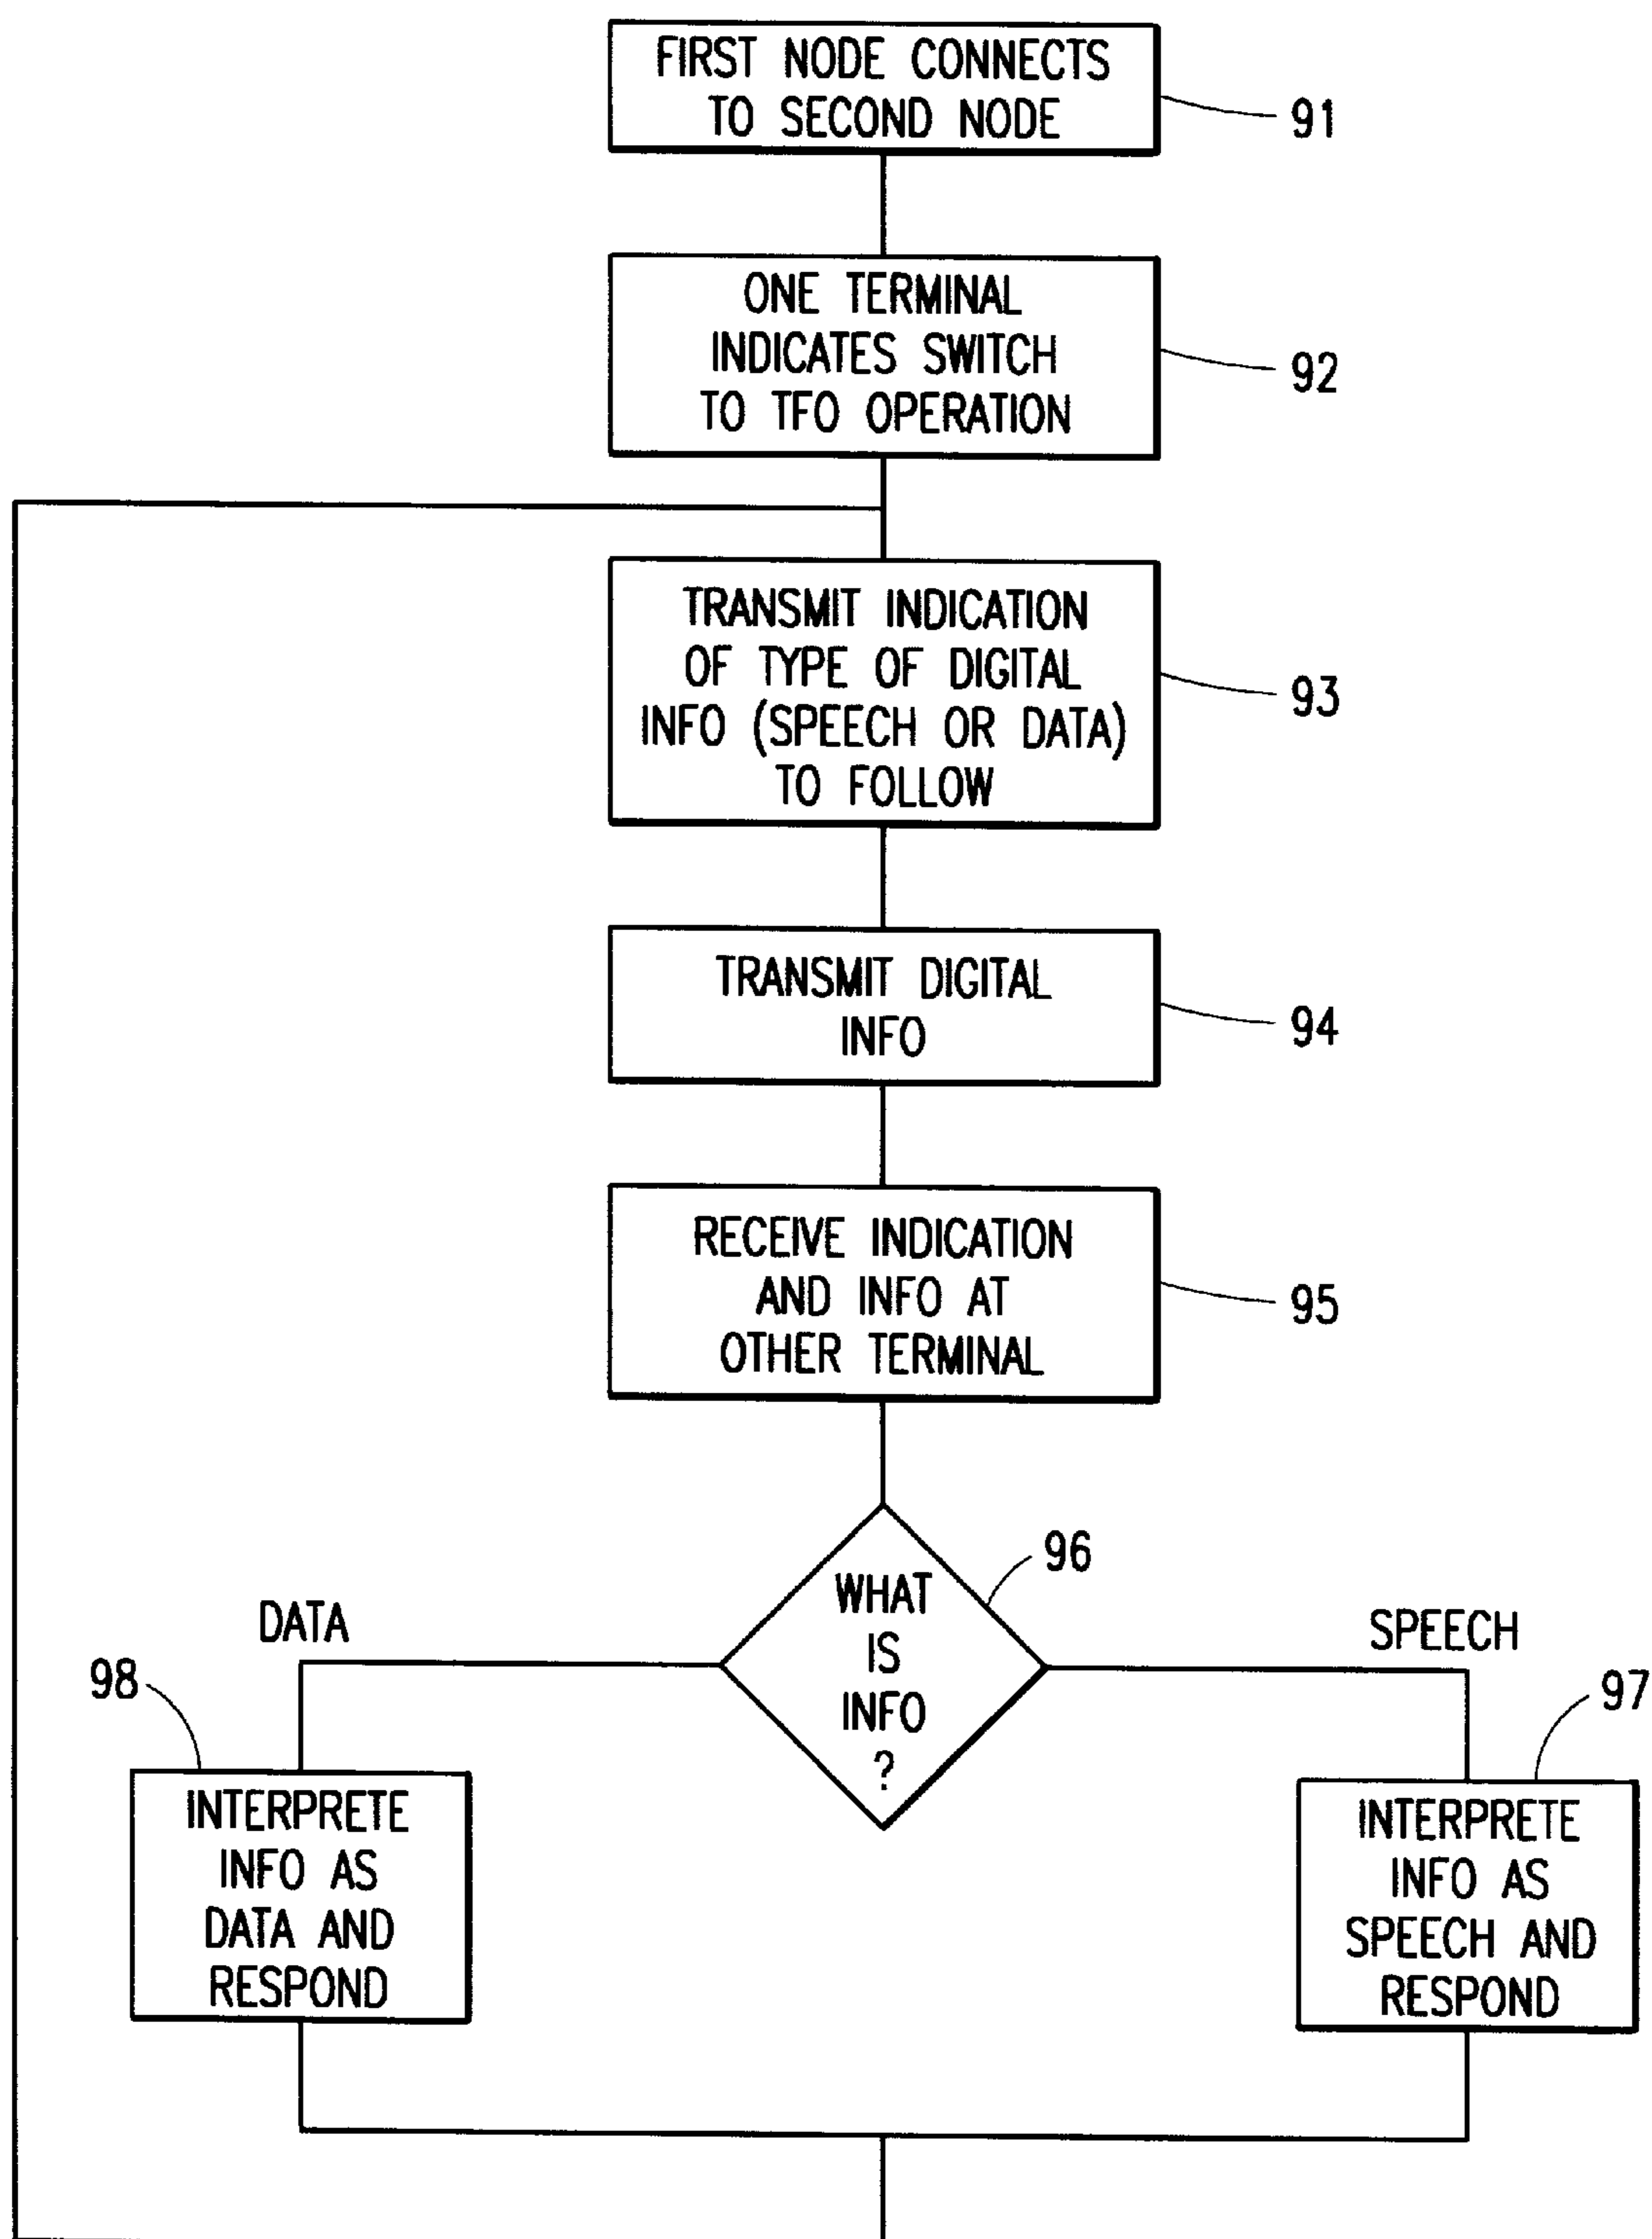 FIRST NODE CONNECTS
TO SECOND NODE
91
ONE TERMINAL
INDICATES SWITCH
TO TFO OPERATION
92
TRANSMIT INDICATION
OF TYPE OF DIGITAL
INFO (SPEECH OR DATA)
TO FOLLOW
93
TRANSMIT DIGITAL
INFO
94
RECEIVE INDICATION
AND INFO AT
OTHER TERMINAL
95
WHAT
IS
INFO
?
96
DATA
SPEECH
98
INTERPRETE
INFO AS
DATA AND
RESPOND
97
INTERPRETE
INFO AS
SPEECH AND
RESPOND